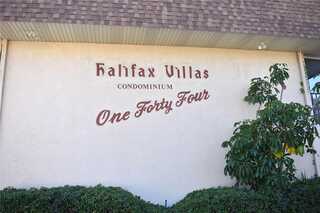 Halifax Villas
CONDOMINIUM
One Forty Four